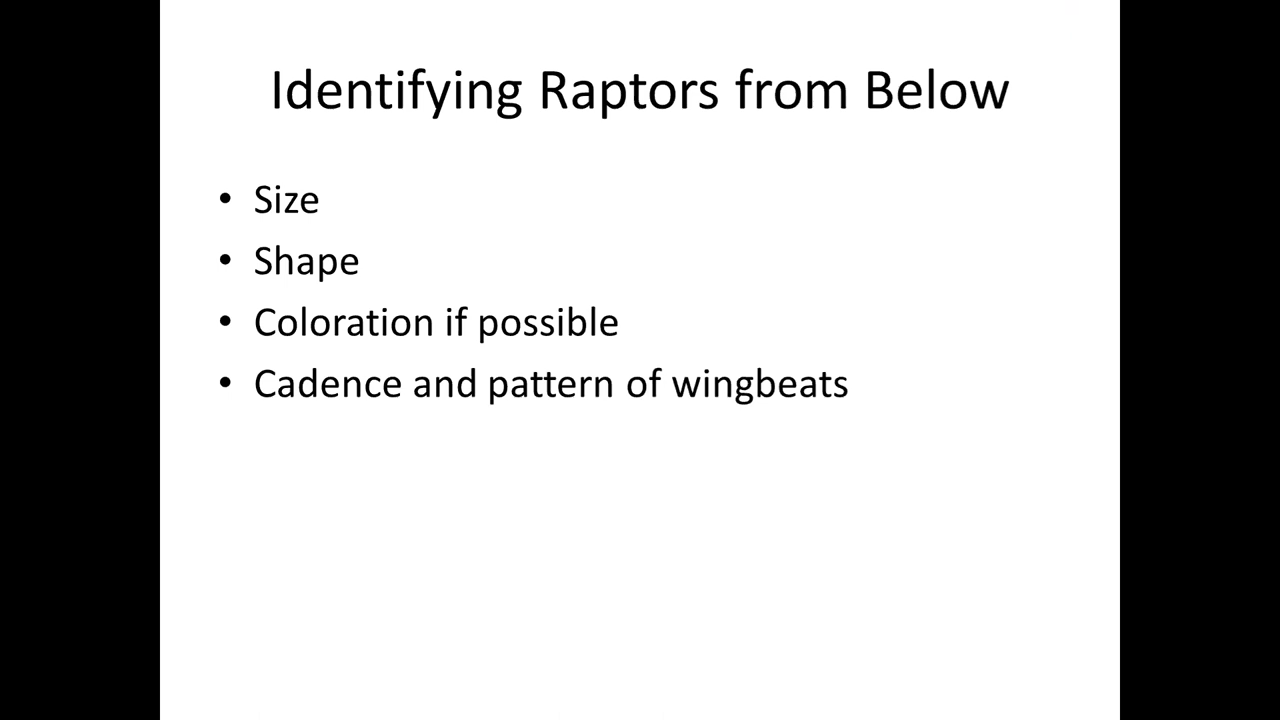 Identifying Raptors from Below
• Size
• Shape
• Coloration if possible
• Cadence and pattern of wingbeats